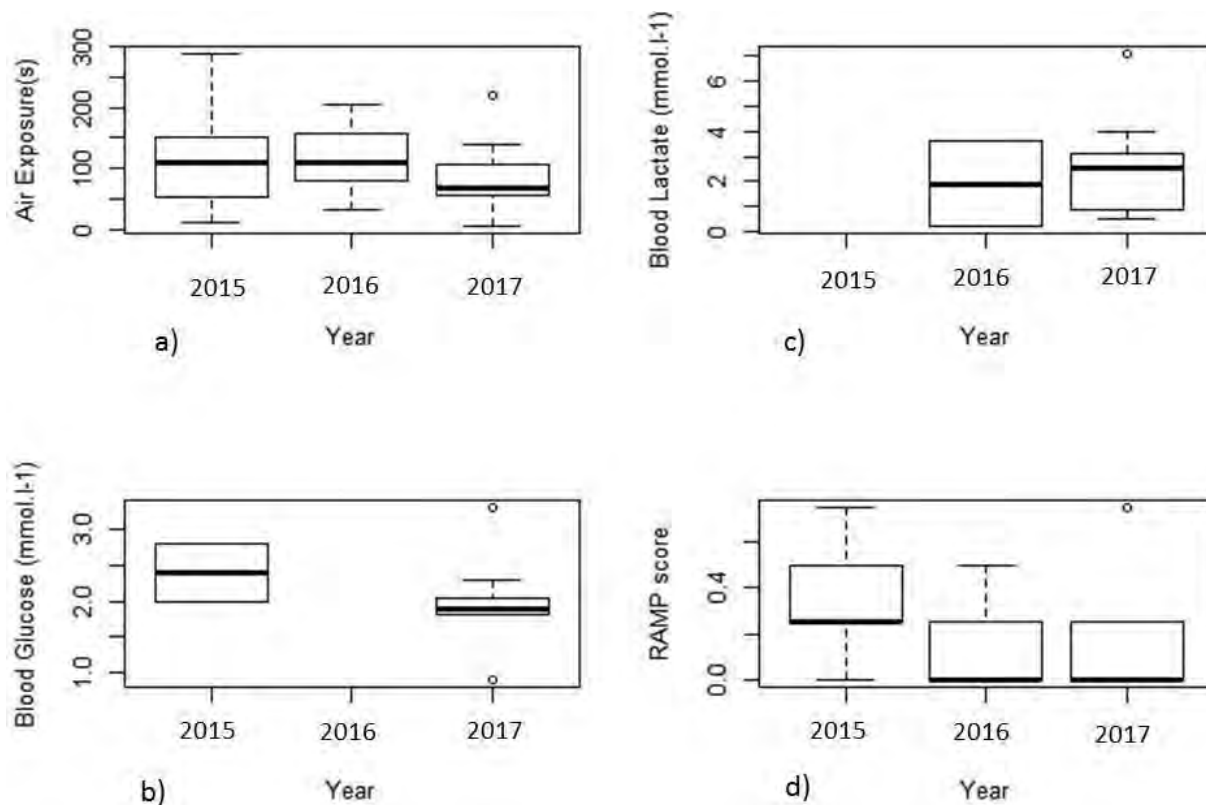 Air Exposure(s)
300
200
100
0
2015 2016 2017
Year
a)
Blood Lactate (mmol.l-1)
6
4
2
0
2015 2016 2017
Year
c)
Blood Glucose (mmol.l-1)
3.0
2.0
1.0
2015 2016 2017
Year
b)
RAMP score
0.4
0.0
2015 2016 2017
Year
d)